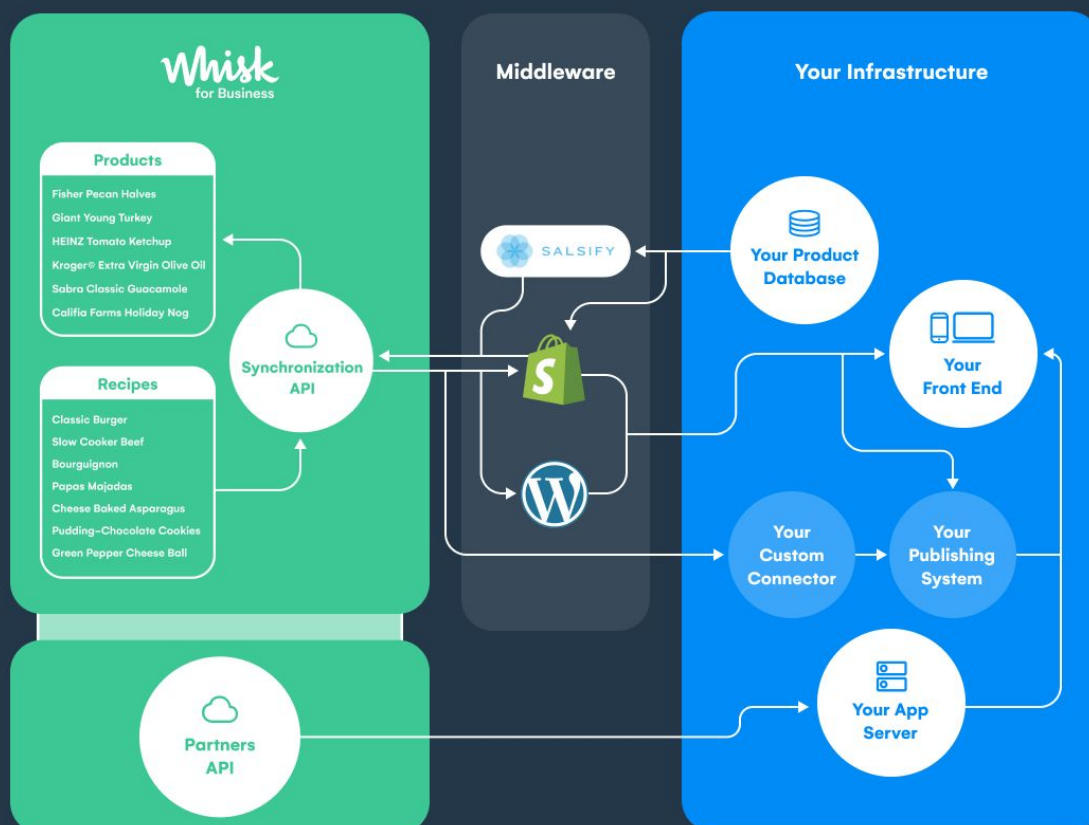 Whisk
for Business
Products
Fisher Pecan Halves
Giant Young Turkey
HEINZ Tomato Ketchup
Kroger® Extra Virgin Olive Oil
Sabra Classic Guacamole
Califia Farms Holiday Nog
Recipes
Classic Burger
Slow Cooker Beef
Bourguignon
Papas Majadas
Cheese Baked Asparagus
Pudding-Chocolate Cookies
Green Pepper Cheese Ball
Synchronization
API
Partners
API
Middleware
SALSIFY
S
W
Your Infrastructure
Your Product
Database
Your
Front End
Your
Custom
Connector
Your
Publishing
System
Your App
Server